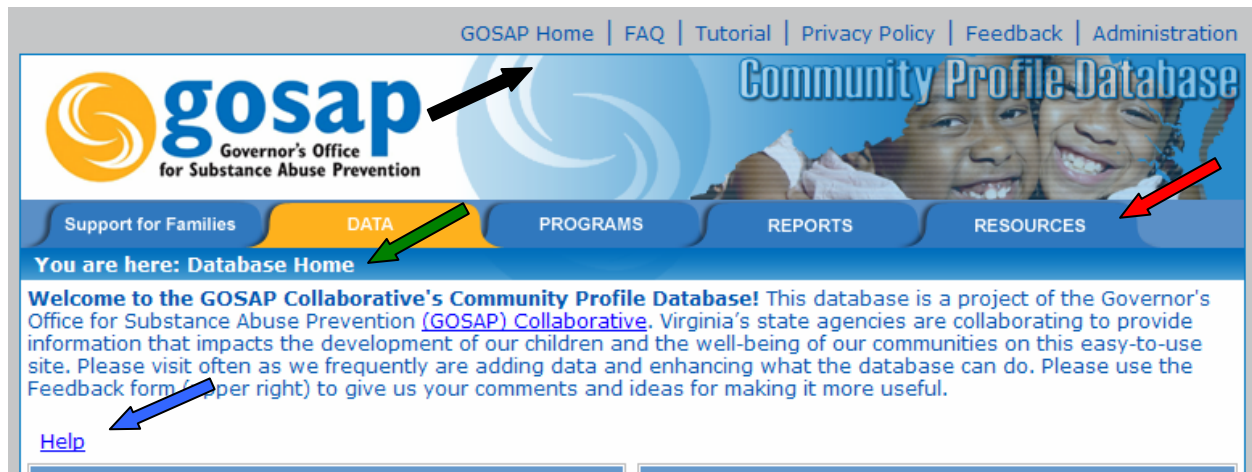 GOSAP Home | FAQ | Tutorial | Privacy Policy | Feedback | Administration
gosap
Governor's Office
for Substance Abuse Prevention
Community Profile Database
Support for Families DATA PROGRAMS REPORTS RESOURCES
You are here: Database Home
Welcome to the GOSAP Collaborative's Community Profile Database! This database is a project of the Governor's
Office for Substance Abuse Prevention (GOSAP) Collaborative. Virginia's state agencies are collaborating to provide
information that impacts the development of our children and the well-being of our communities on this easy-to-use
site. Please visit often as we frequently are adding data and enhancing what the database can do. Please use the
Feedback form (upper right) to give us your comments and ideas for making it more useful.
Help